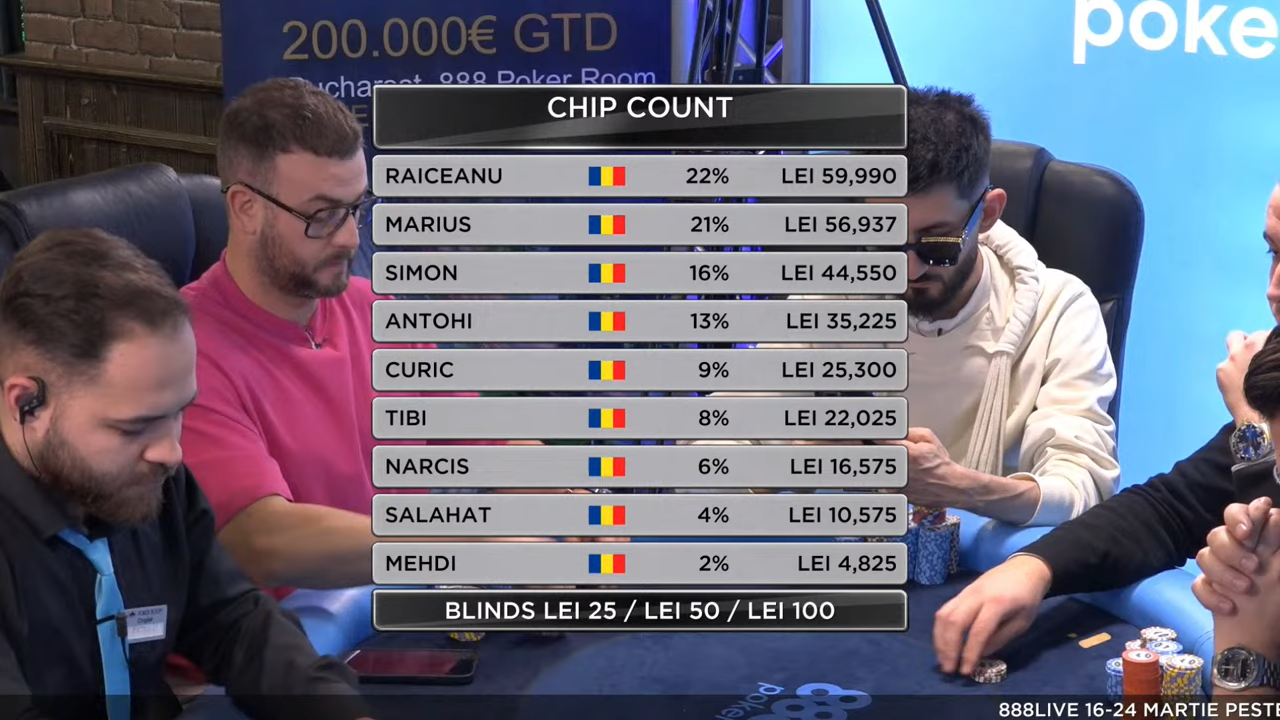 200.000€ GTD
Bucharest, 888 Poker Room
poke
CHIP COUNT
RAICEANU 22% LEI 59,990
MARIUS 21% LEI 56,937
SIMON 16% LEI 44,550
ANTOHI 13% LEI 35,225
CURIC 9% LEI 25,300
TIBI 8% LEI 22,025
NARCIS 6% LEI 16,575
SALAHAT 4% LEI 10,575
MEHDI 2% LEI 4,825
BLINDS LEI 25 / LEI 50 / LEI 100
888
poker
888LIVE 16-24 MARTIE PESTE